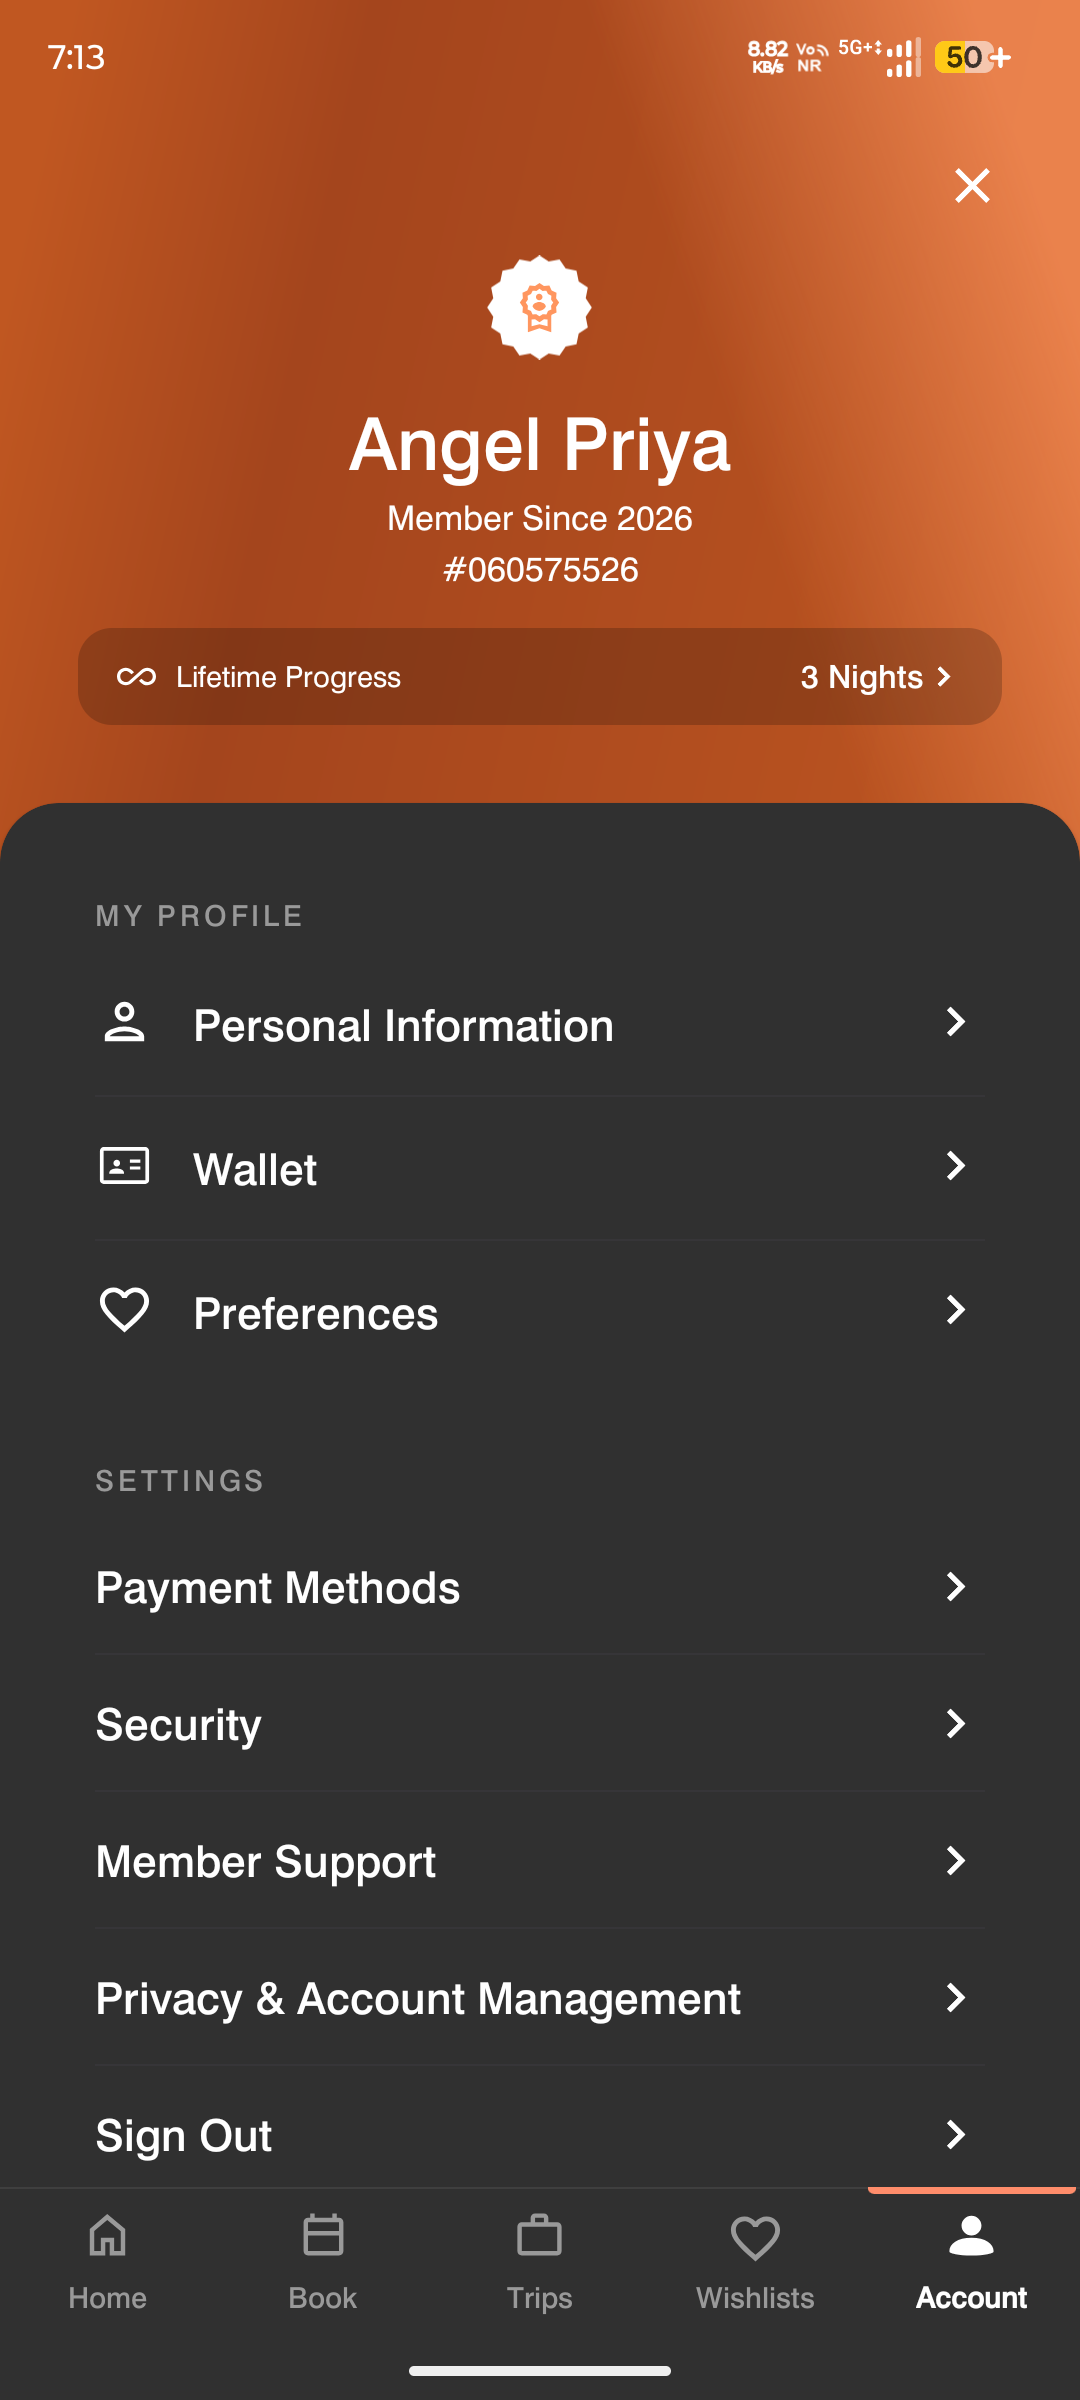 7:13
8.82 KB/s Vo NR 5G+ 50
Angel Priya
Member Since 2026
#060575526
Lifetime Progress 3 Nights
MY PROFILE
Personal Information
Wallet
Preferences
SETTINGS
Payment Methods
Security
Member Support
Privacy & Account Management
Sign Out
Home Book Trips Wishlists Account